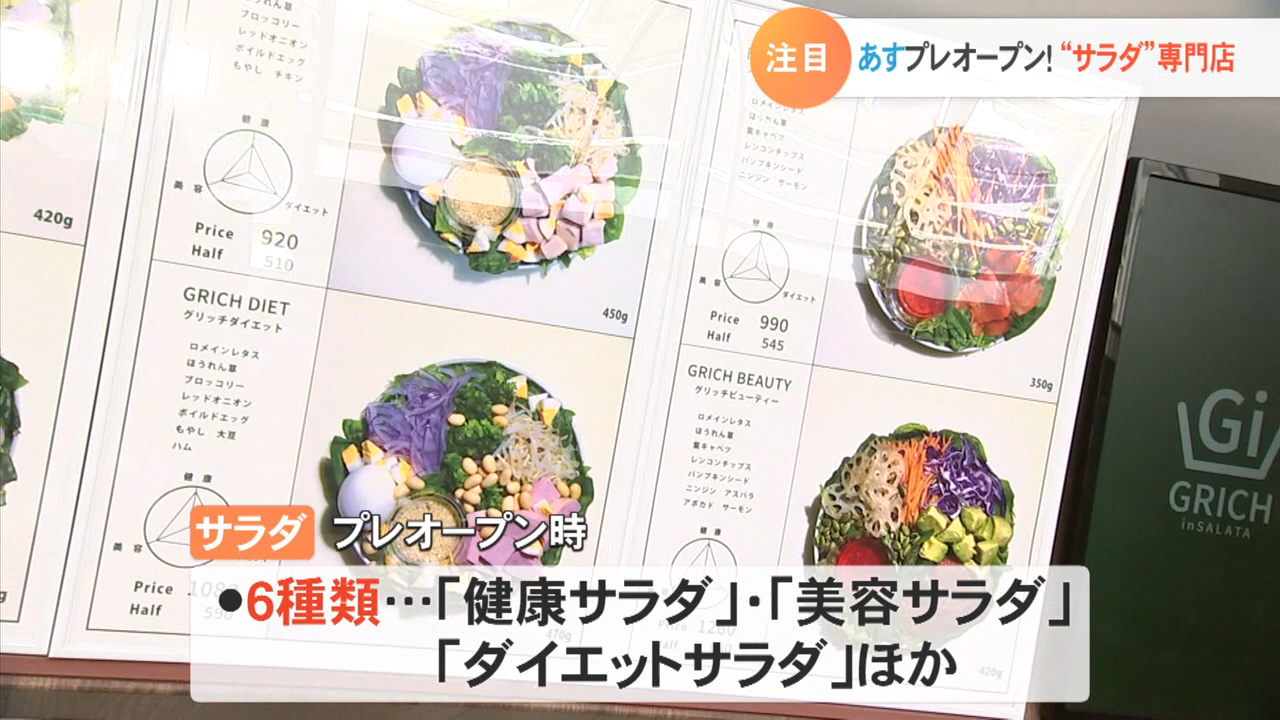 注目
あすプレオープン!“サラダ”専門店
420g
ブロッコリー
レッドオニオン
ボイルドエッグ
もやし チキン
健康
美容
ダイエット
Price 920
Half 510
450g
GRICH DIET
グリッチダイエット
ロメインレタス
ほうれん草
ブロッコリー
レッドオニオン
ボイルドエッグ
もやし 大豆
ハム
健康
美容
Price 1080
Half 590
470g
ロメインレタス
ほうれん草
紫キャベツ
レンコンチップス
パンプキンシード
ニンジン サーモン
健康
美容
ダイエット
Price 990
Half 545
350g
GRICH BEAUTY
グリッチビューティー
ロメインレタス
ほうれん草
紫キャベツ
レンコンチップス
パンプキンシード
ニンジン アスパラ
アボカド サーモン
健康
Price 1260
420g
Gi
GRICH
inSALATA
サラダ プレオープン時
●6種類…「健康サラダ」・「美容サラダ」
「ダイエットサラダ」ほか